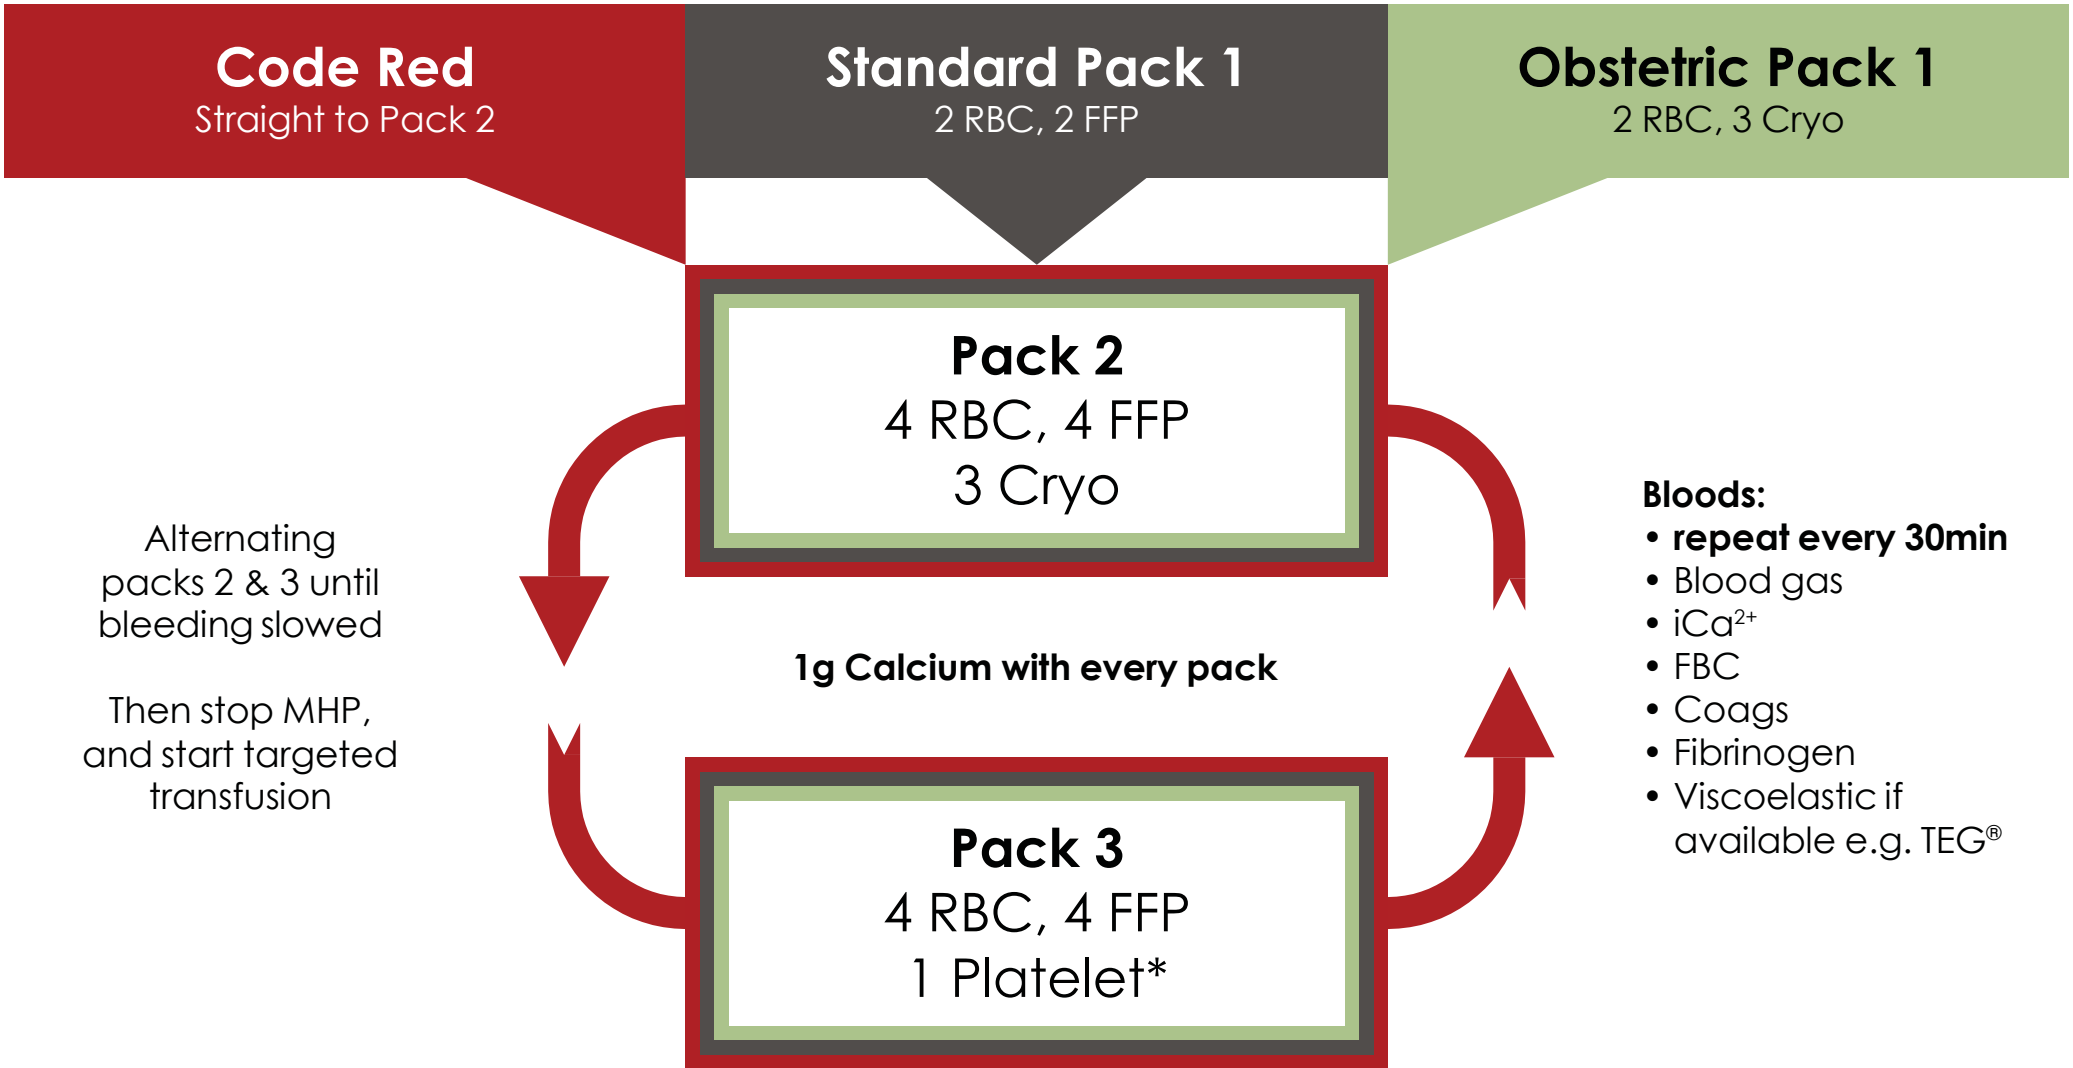 Code Red
Straight to Pack 2
Standard Pack 1
2 RBC, 2 FFP
Obstetric Pack 1
2 RBC, 3 Cryo
Pack 2
4 RBC, 4 FFP
3 Cryo
Alternating
packs 2 & 3 until
bleeding slowed
Then stop MHP,
and start targeted
transfusion
1g Calcium with every pack
Bloods:
• repeat every 30min
• Blood gas
• iCa²⁺
• FBC
• Coags
• Fibrinogen
• Viscoelastic if
available e.g. TEG®
Pack 3
4 RBC, 4 FFP
1 Platelet*